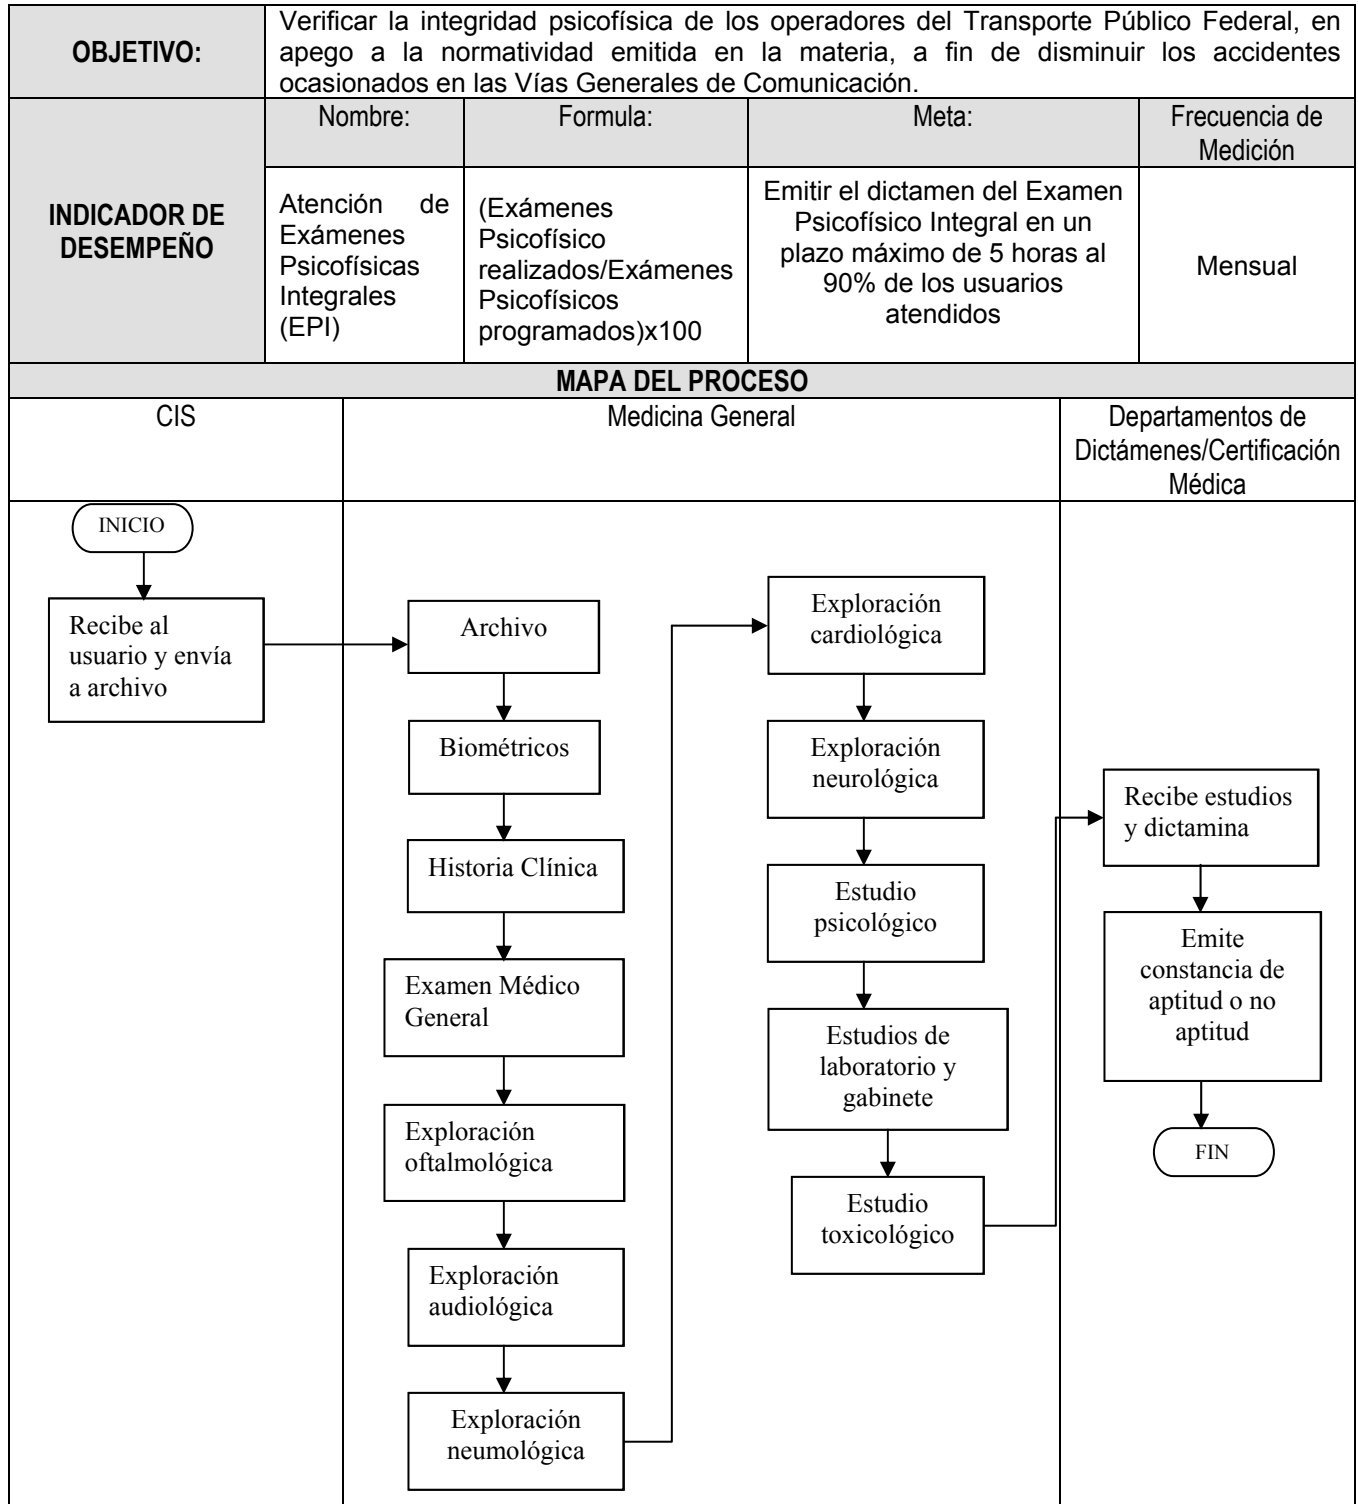 OBJETIVO:
Verificar la integridad psicofísica de los operadores del Transporte Público Federal, en
apego a la normatividad emitida en la materia, a fin de disminuir los accidentes
ocasionados en las Vías Generales de Comunicación.
INDICADOR DE
DESEMPEÑO
Nombre:
Formula:
Meta:
Frecuencia de
Medición
Atención de
Exámenes
Psicofísicas
Integrales
(EPI)
(Exámenes
Psicofísico
realizados/Exámenes
Psicofísicos
programados)x100
Emitir el dictamen del Examen
Psicofísico Integral en un
plazo máximo de 5 horas al
90% de los usuarios
atendidos
Mensual
MAPA DEL PROCESO
CIS
Medicina General
Departamentos de
Dictámenes/Certificación
Médica
INICIO
Recibe al
usuario y envía
a archivo
Archivo
Biométricos
Historia Clínica
Examen Médico
General
Exploración
oftalmológica
Exploración
audiológica
Exploración
neumológica
Exploración
cardiológica
Exploración
neurológica
Estudio
psicológico
Estudios de
laboratorio y
gabinete
Estudio
toxicológico
Recibe estudios
y dictamina
Emite
constancia de
aptitud o no
aptitud
FIN